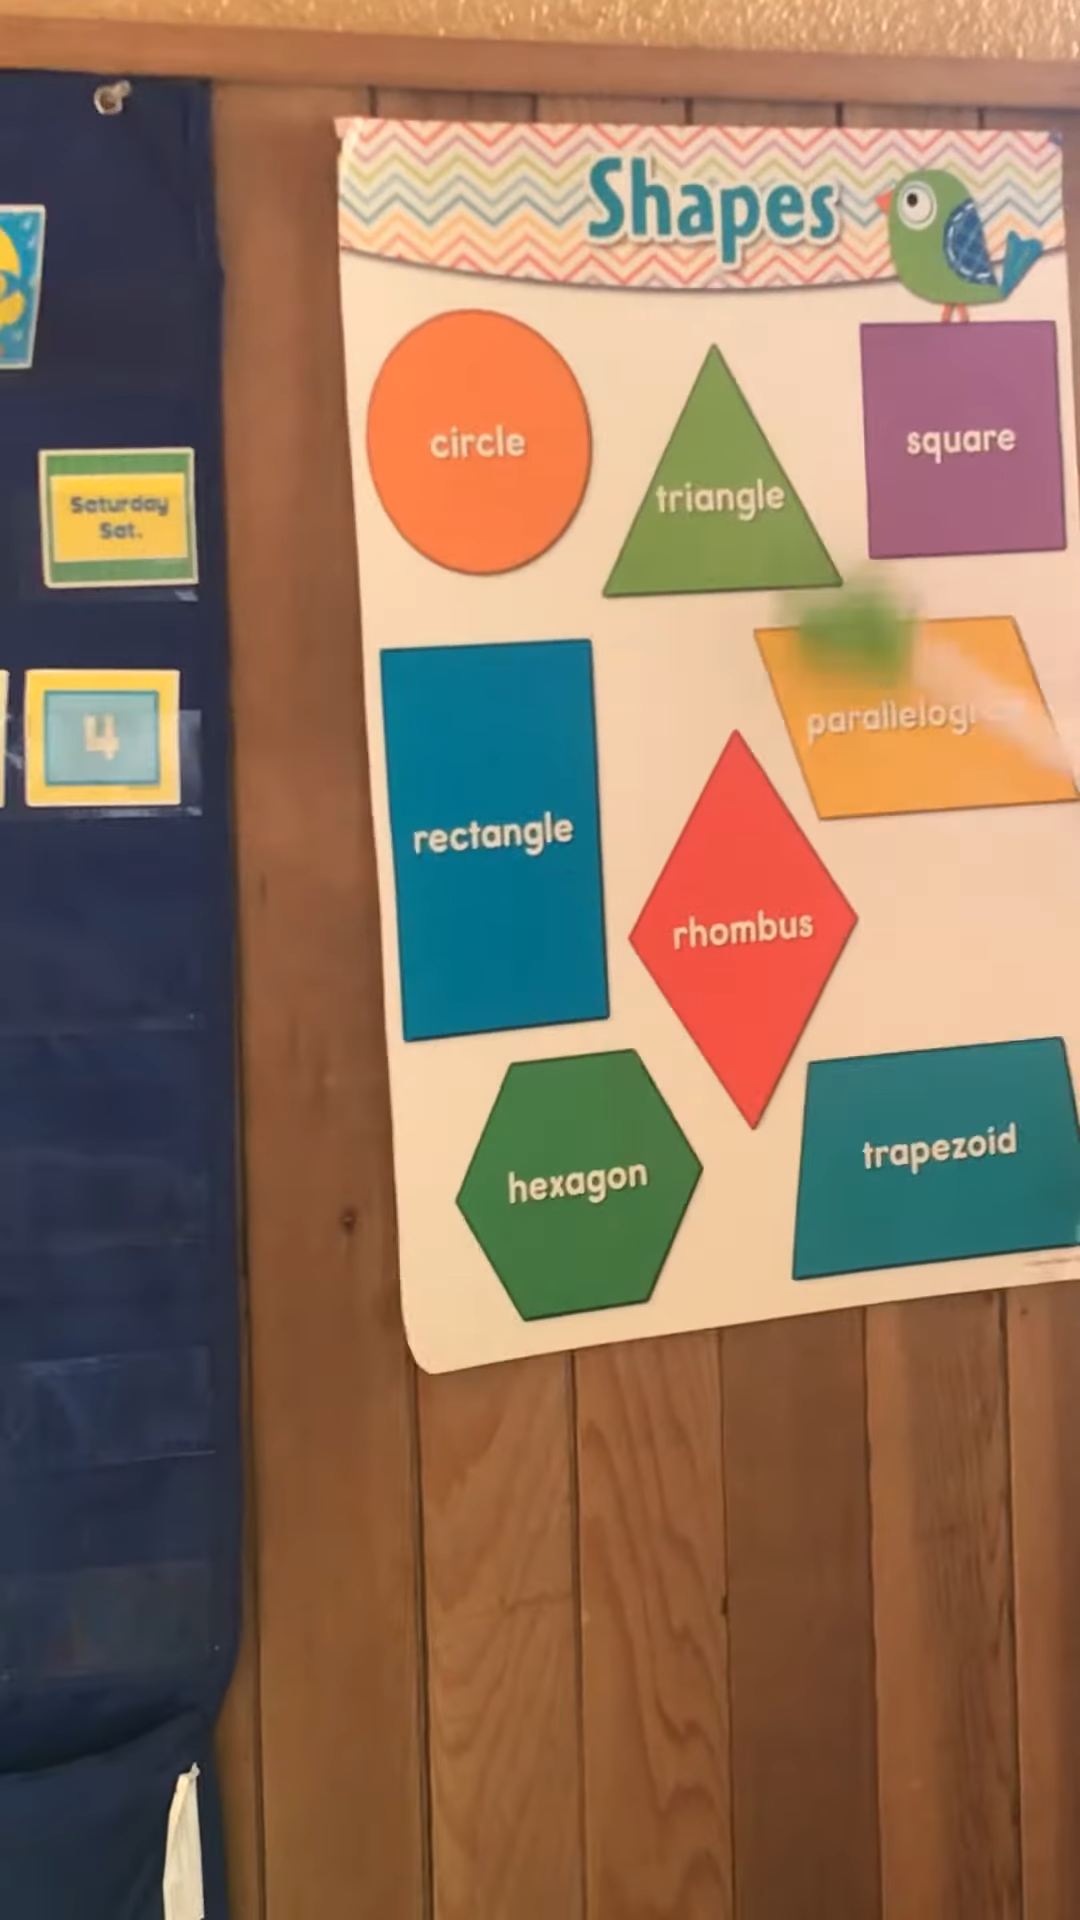 Shapes
circle
triangle
square
Saturday
Sat.
4
rectangle
rhombus
hexagon
trapezoid